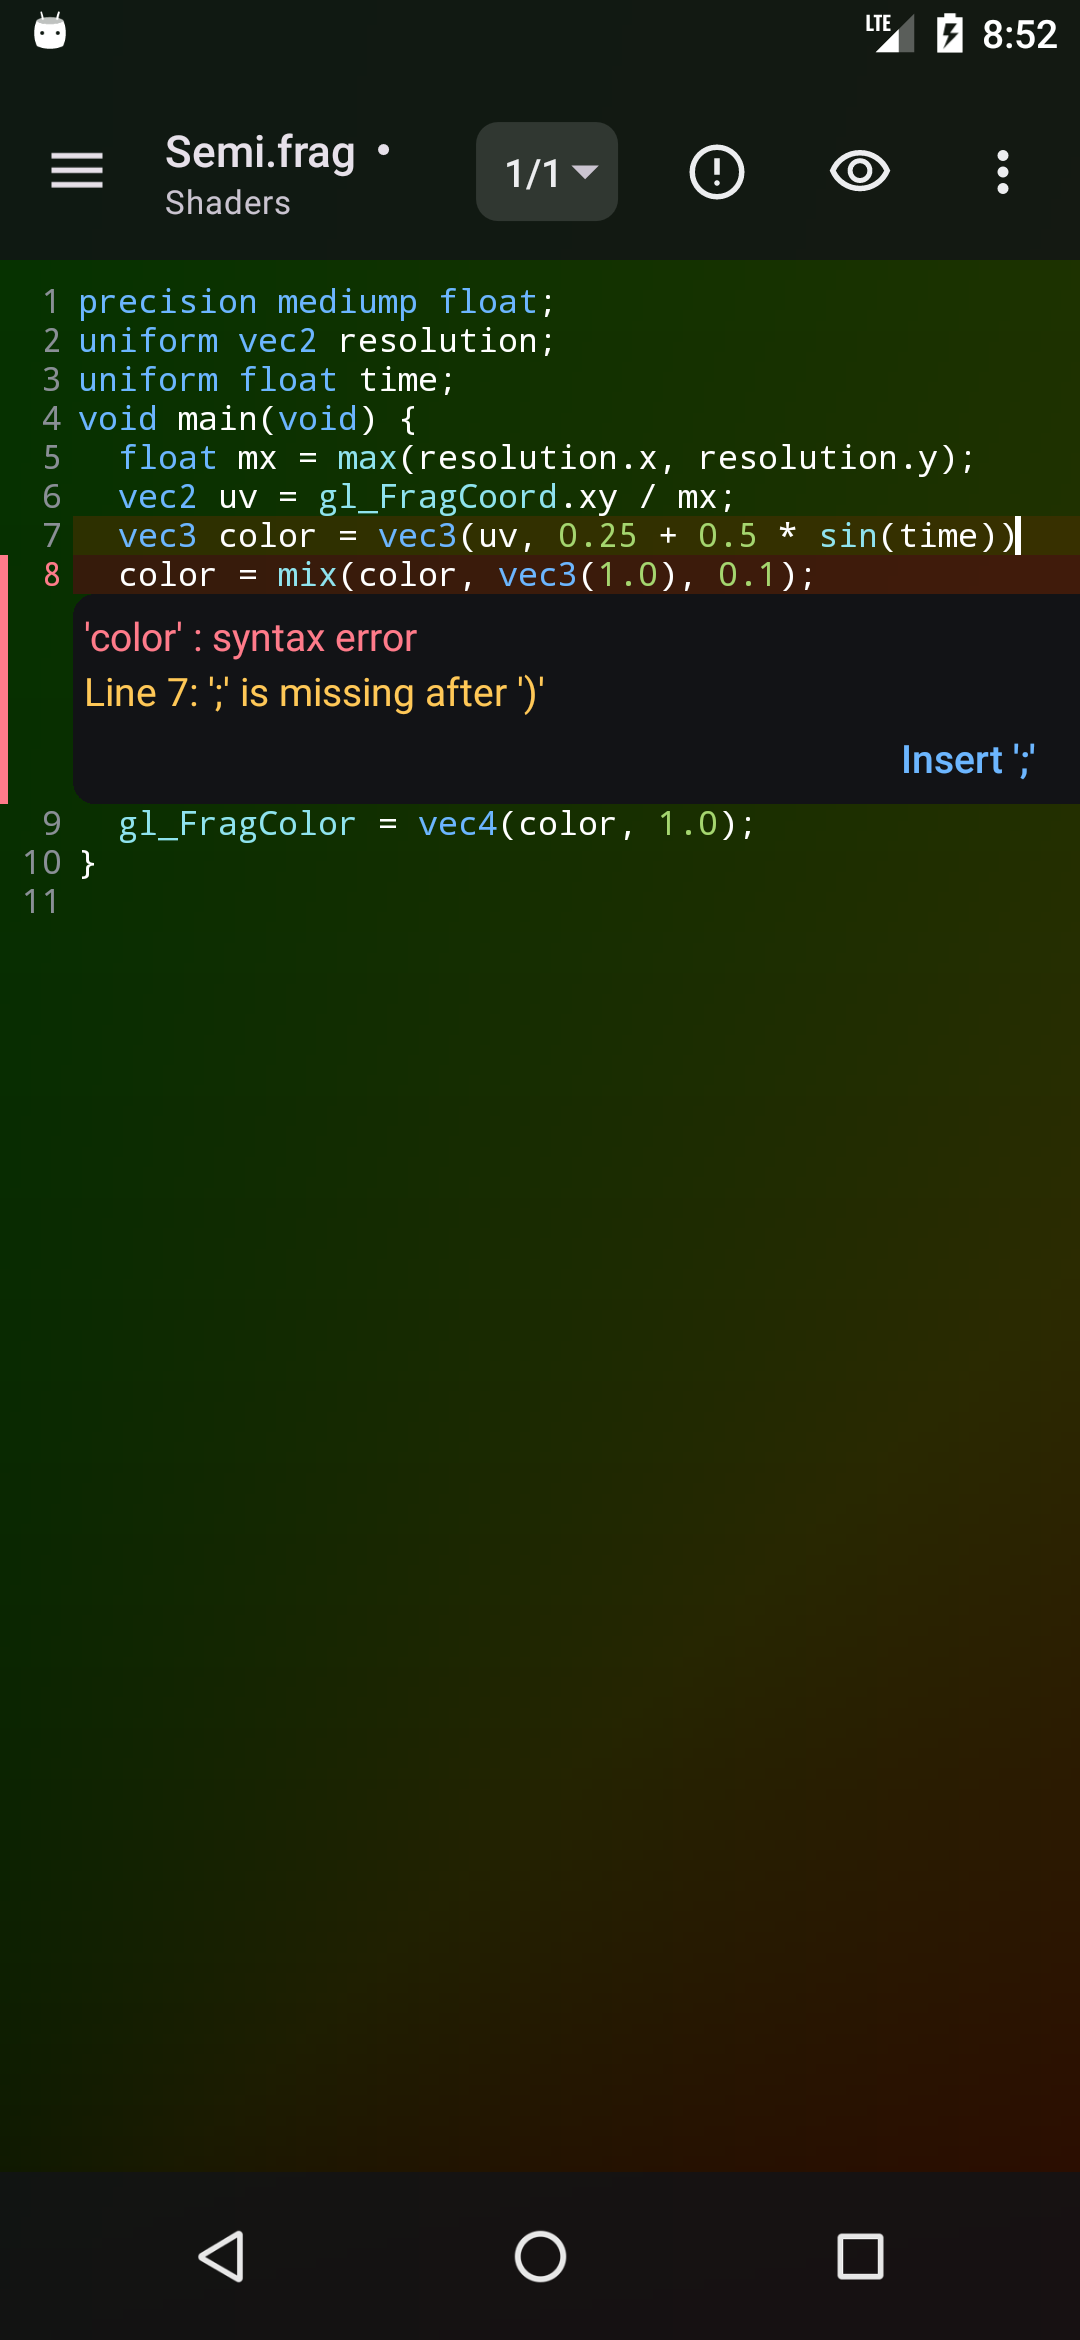 LTE 8:52
Semi.frag •
Shaders
1/1
1 precision mediump float;
2 uniform vec2 resolution;
3 uniform float time;
4 void main(void) {
5   float mx = max(resolution.x, resolution.y);
6   vec2 uv = gl_FragCoord.xy / mx;
7   vec3 color = vec3(uv, 0.25 + 0.5 * sin(time))
8   color = mix(color, vec3(1.0), 0.1);
'color' : syntax error
Line 7: ';' is missing after ')'
Insert ';'
9   gl_FragColor = vec4(color, 1.0);
10 }
11